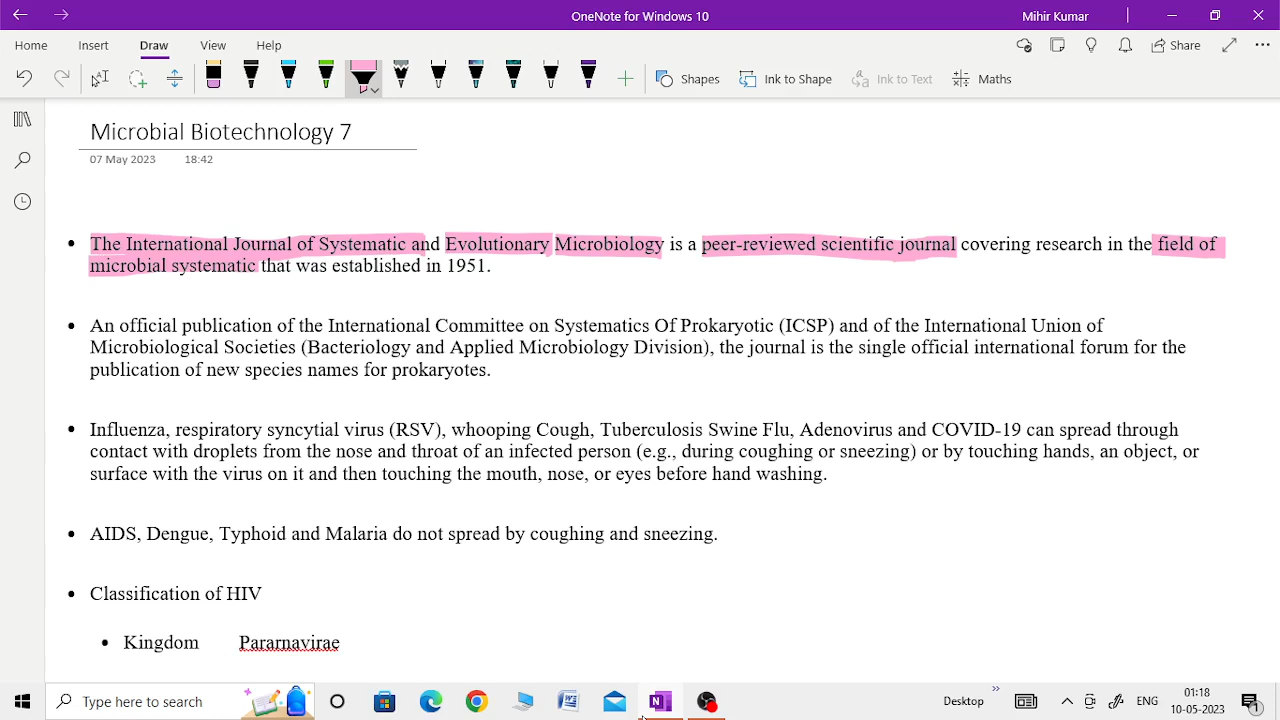 OneNote for Windows 10
Mihir Kumar
Home Insert Draw View Help
Share
Shapes Ink to Shape Ink to Text Maths
Microbial Biotechnology 7
07 May 2023 18:42
• The International Journal of Systematic and Evolutionary Microbiology is a peer-reviewed scientific journal covering research in the field of
microbial systematic that was established in 1951.
• An official publication of the International Committee on Systematics Of Prokaryotic (ICSP) and of the International Union of
Microbiological Societies (Bacteriology and Applied Microbiology Division), the journal is the single official international forum for the
publication of new species names for prokaryotes.
• Influenza, respiratory syncytial virus (RSV), whooping Cough, Tuberculosis Swine Flu, Adenovirus and COVID-19 can spread through
contact with droplets from the nose and throat of an infected person (e.g., during coughing or sneezing) or by touching hands, an object, or
surface with the virus on it and then touching the mouth, nose, or eyes before hand washing.
• AIDS, Dengue, Typhoid and Malaria do not spread by coughing and sneezing.
• Classification of HIV
• Kingdom Pararnavirae
Type here to search
Desktop
ENG
01:18
10-05-2023
1